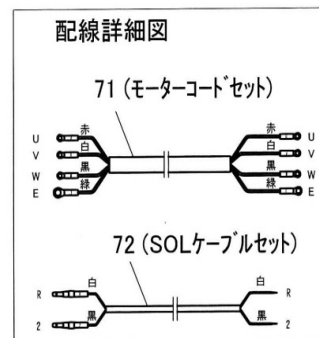 配線詳細図
71 (モーターコードセット)
U 赤 赤 U
V 白 白 V
W 黒 黒 W
E 緑 緑 E
72 (SOLケーブルセット)
R 白 白 R
2 黒 黒 2